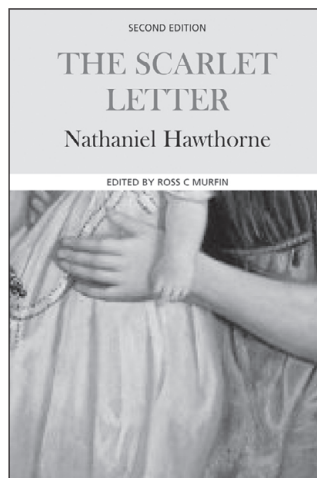 SECOND EDITION
THE SCARLET
LETTER
Nathaniel Hawthorne
EDITED BY ROSS C MURFIN